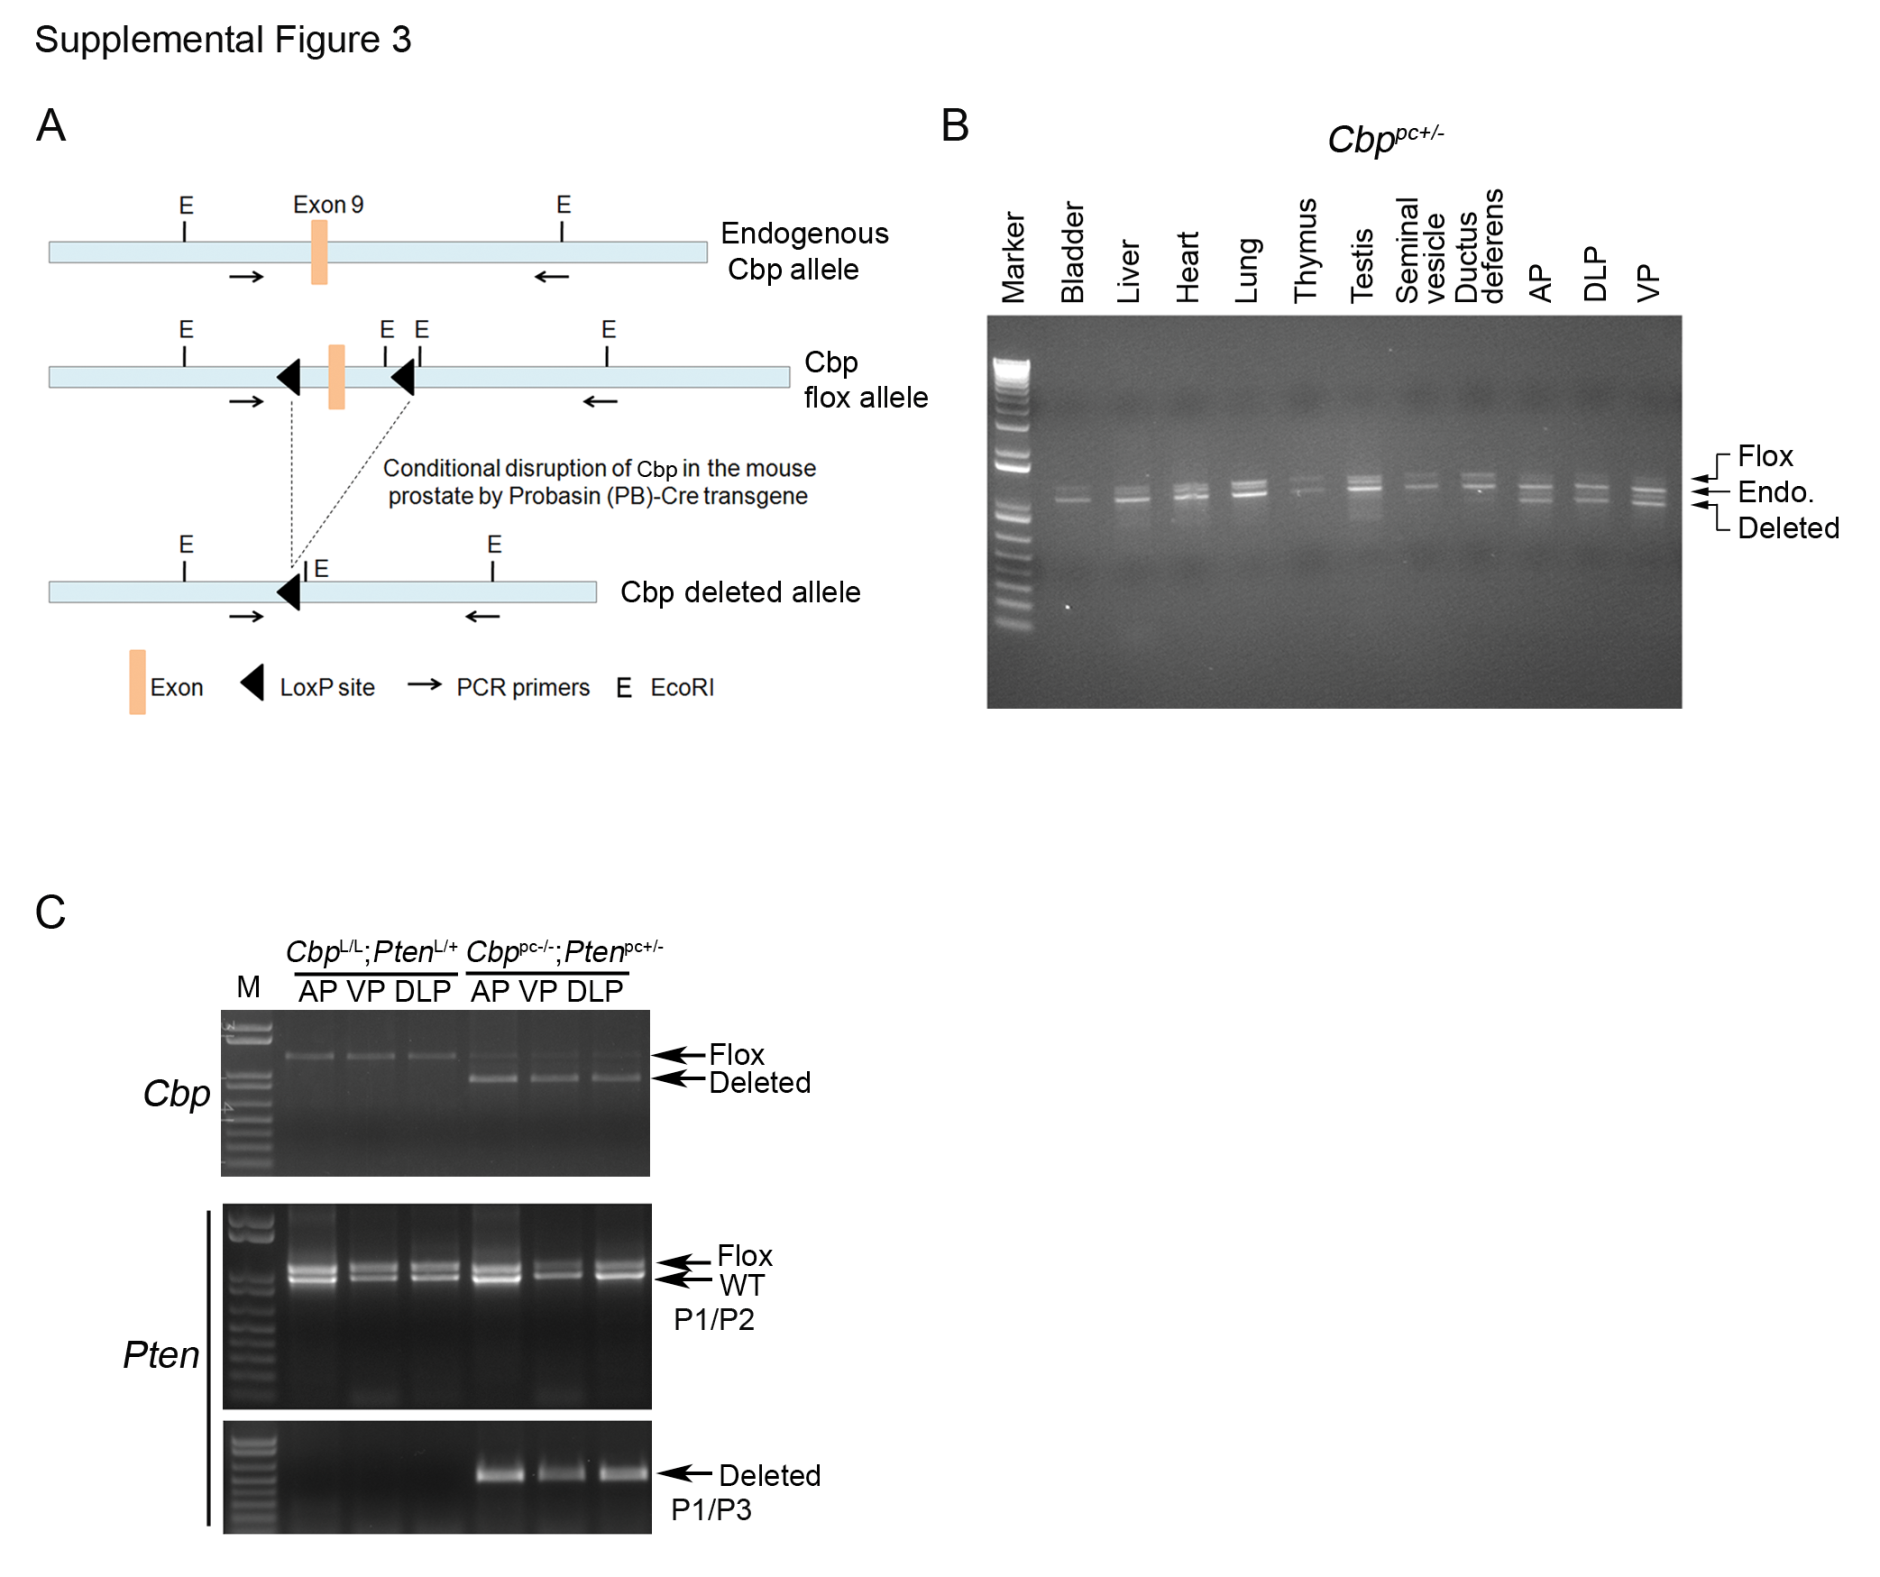 Supplemental Figure 3
A
E
Exon 9
E
Endogenous
Cbp allele
E
E E
E
Cbp
flox allele
Conditional disruption of Cbp in the mouse
prostate by Probasin (PB)-Cre transgene
E
E
E
Cbp deleted allele
Exon
LoxP site
PCR primers
E EcoRI
B
Cbppc+/-
Marker
Bladder
Liver
Heart
Lung
Thymus
Testis
Seminal
vesicle
Ductus
deferens
AP
DLP
VP
Flox
Endo.
Deleted
C
CbpL/L;PtenL/+ Cbppc-/-;Ptenpc+/-
M AP VP DLP AP VP DLP
Cbp
Flox
Deleted
Pten
Flox
WT
P1/P2
Deleted
P1/P3